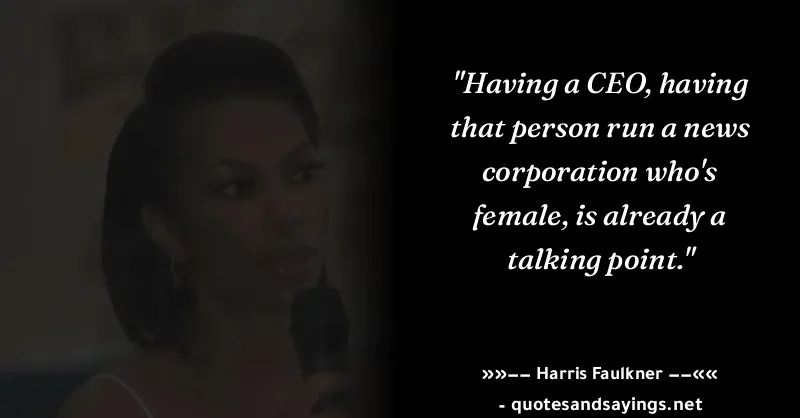 "Having a CEO, having
that person run a news
corporation who's
female, is already a
talking point."
»»−− Harris Faulkner −−««
- quotesandsayings.net